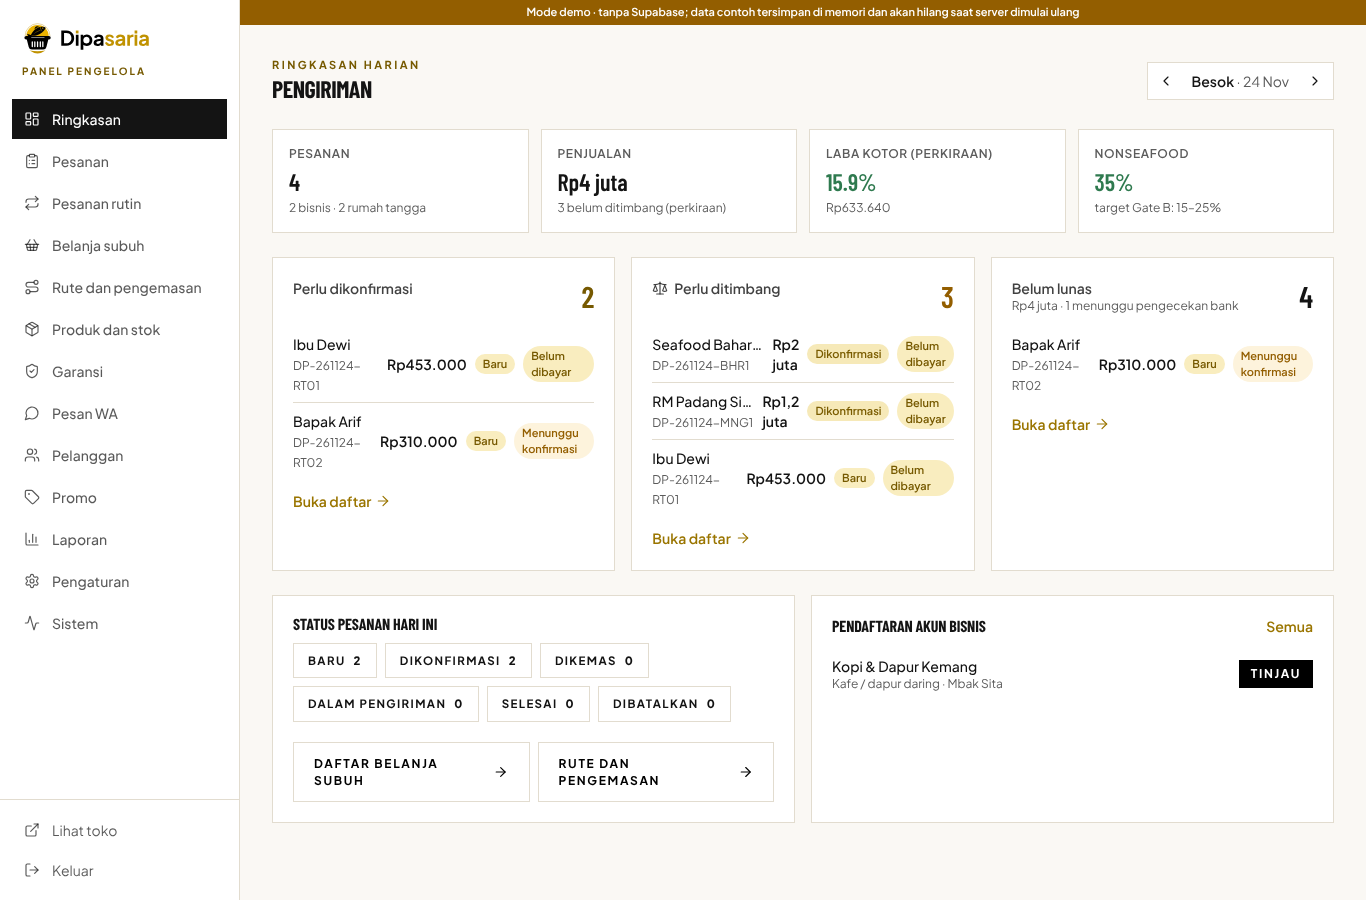 Mode demo · tanpa Supabase; data contoh tersimpan di memori dan akan hilang saat server dimulai ulang
Dipasaria
PANEL PENGELOLA
Ringkasan
Pesanan
Pesanan rutin
Belanja subuh
Rute dan pengemasan
Produk dan stok
Garansi
Pesan WA
Pelanggan
Promo
Laporan
Pengaturan
Sistem
Lihat toko
Keluar
RINGKASAN HARIAN
PENGIRIMAN
Besok · 24 Nov
PESANAN
4
2 bisnis · 2 rumah tangga
PENJUALAN
Rp4 juta
3 belum ditimbang (perkiraan)
LABA KOTOR (PERKIRAAN)
15.9%
Rp633.640
NONSEAFOOD
35%
target Gate B: 15–25%
Perlu dikonfirmasi
2
Ibu Dewi
DP-261124-
RT01
Rp453.000
Baru
Belum
dibayar
Bapak Arif
DP-261124-
RT02
Rp310.000
Baru
Menunggu
konfirmasi
Buka daftar
Perlu ditimbang
3
Seafood Bahar...
DP-261124-BHR1
Rp2
juta
Dikonfirmasi
Belum
dibayar
RM Padang Si...
DP-261124-MNG1
Rp1,2
juta
Dikonfirmasi
Belum
dibayar
Ibu Dewi
DP-261124-
RT01
Rp453.000
Baru
Belum
dibayar
Buka daftar
Belum lunas
Rp4 juta · 1 menunggu pengecekan bank
4
Bapak Arif
DP-261124-
RT02
Rp310.000
Baru
Menunggu
konfirmasi
Buka daftar
STATUS PESANAN HARI INI
BARU 2
DIKONFIRMASI 2
DIKEMAS 0
DALAM PENGIRIMAN 0
SELESAI 0
DIBATALKAN 0
DAFTAR BELANJA
SUBUH
RUTE DAN
PENGEMASAN
PENDAFTARAN AKUN BISNIS
Semua
Kopi & Dapur Kemang
Kafe / dapur daring · Mbak Sita
TINJAU